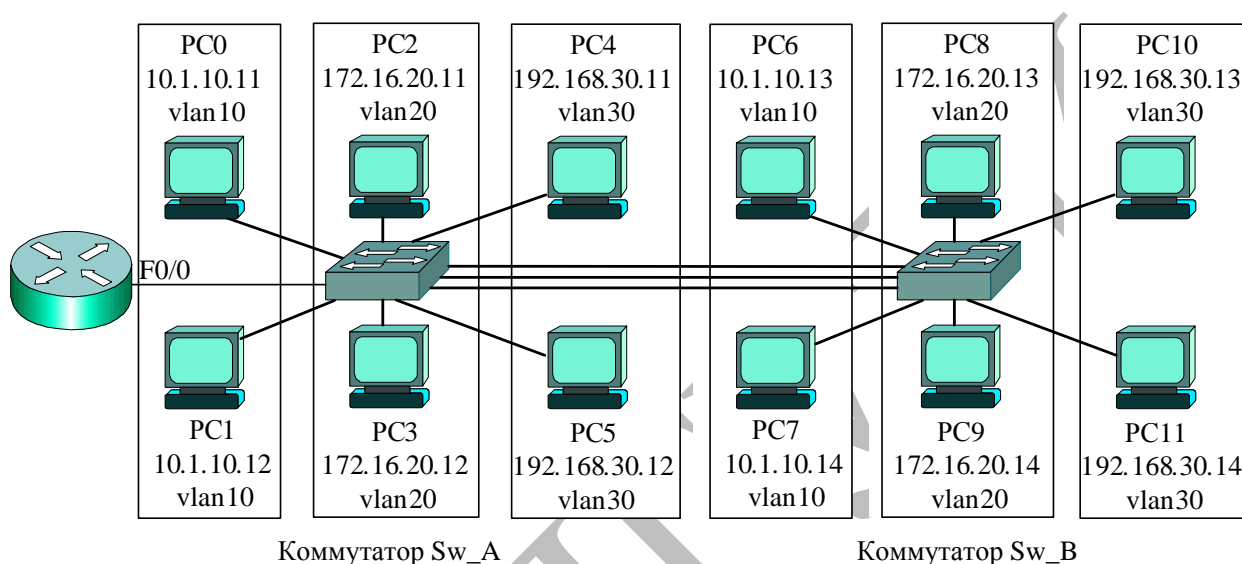 PC0
10.1.10.11
vlan10
PC2
172.16.20.11
vlan20
PC4
192.168.30.11
vlan30
PC6
10.1.10.13
vlan10
PC8
172.16.20.13
vlan20
PC10
192.168.30.13
vlan30
F0/0
PC1
10.1.10.12
vlan10
PC3
172.16.20.12
vlan20
PC5
192.168.30.12
vlan30
PC7
10.1.10.14
vlan10
PC9
172.16.20.14
vlan20
PC11
192.168.30.14
vlan30
Коммутатор Sw_A
Коммутатор Sw_B